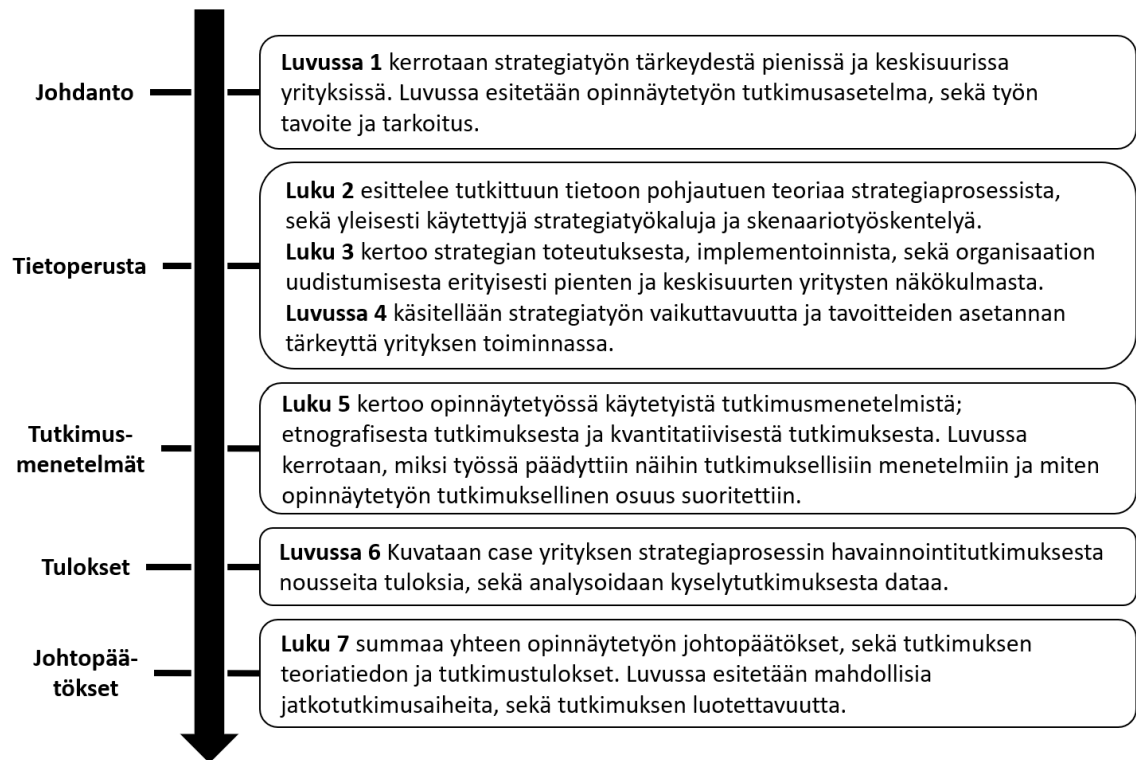 Johdanto
Luvussa 1 kerrotaan strategiatyön tärkeydestä pienissä ja keskisuurissa
yrityksissä. Luvussa esitetään opinnäytetyön tutkimusasetelma, sekä työn
tavoite ja tarkoitus.
Tietoperusta
Luku 2 esittelee tutkittuun tietoon pohjautuen teoriaa strategiaprosessista,
sekä yleisesti käytettyjä strategiatyökaluja ja skenaariotyöskentelyä.
Luku 3 kertoo strategian toteutuksesta, implementoinnista, sekä organisaation
uudistumisesta erityisesti pienten ja keskisuurten yritysten näkökulmasta.
Luvussa 4 käsitellään strategiatyön vaikuttavuutta ja tavoitteiden asetannan
tärkeyttä yrityksen toiminnassa.
Tutkimus-
menetelmät
Luku 5 kertoo opinnäytetyössä käytetyistä tutkimusmenetelmistä;
etnografisesta tutkimuksesta ja kvantitatiivisestä tutkimuksesta. Luvussa
kerrotaan, miksi työssä päädyttiin näihin tutkimuksellisiin menetelmiin ja miten
opinnäytetyön tutkimuksellinen osuus suoritettiin.
Tulokset
Luvussa 6 Kuvataan case yrityksen strategiaprosessin havainnointitutkimuksesta
nousseita tuloksia, sekä analysoidaan kyselytutkimuksesta dataa.
Johtopää-
tökset
Luku 7 summaa yhteen opinnäytetyön johtopäätökset, sekä tutkimuksen
teoriatiedon ja tutkimustulokset. Luvussa esitetään mahdollisia
jatkotutkimusaiheita, sekä tutkimuksen luotettavuutta.